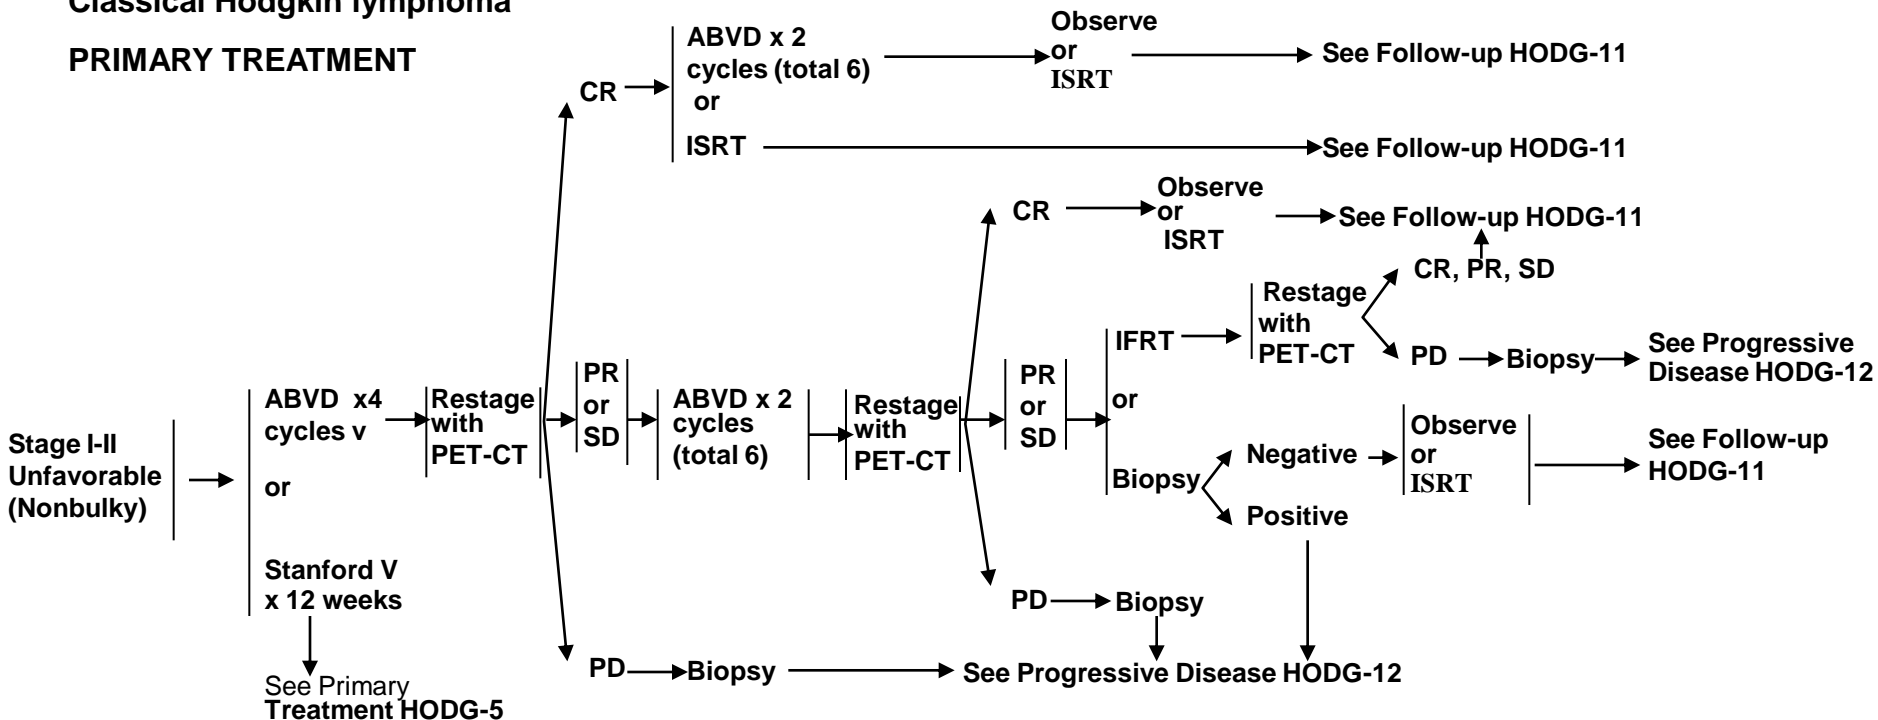 Classical Hodgkin lymphoma
PRIMARY TREATMENT
Stage I-II
Unfavorable
(Nonbulky)
ABVD x4
cycles v
or
Stanford V
x 12 weeks
See Primary
Treatment HODG-5
Restage
with
PET-CT
CR
ABVD x 2
cycles (total 6)
or
ISRT
Observe
or
ISRT
See Follow-up HODG-11
See Follow-up HODG-11
PR
or
SD
ABVD x 2
cycles
(total 6)
Restage
with
PET-CT
CR
Observe
or
ISRT
See Follow-up HODG-11
CR, PR, SD
PR
or
SD
IFRT
or
Biopsy
Restage
with
PET-CT
PD
Biopsy
See Progressive
Disease HODG-12
Negative
Observe
or
ISRT
See Follow-up
HODG-11
Positive
PD
Biopsy
PD
Biopsy
See Progressive Disease HODG-12